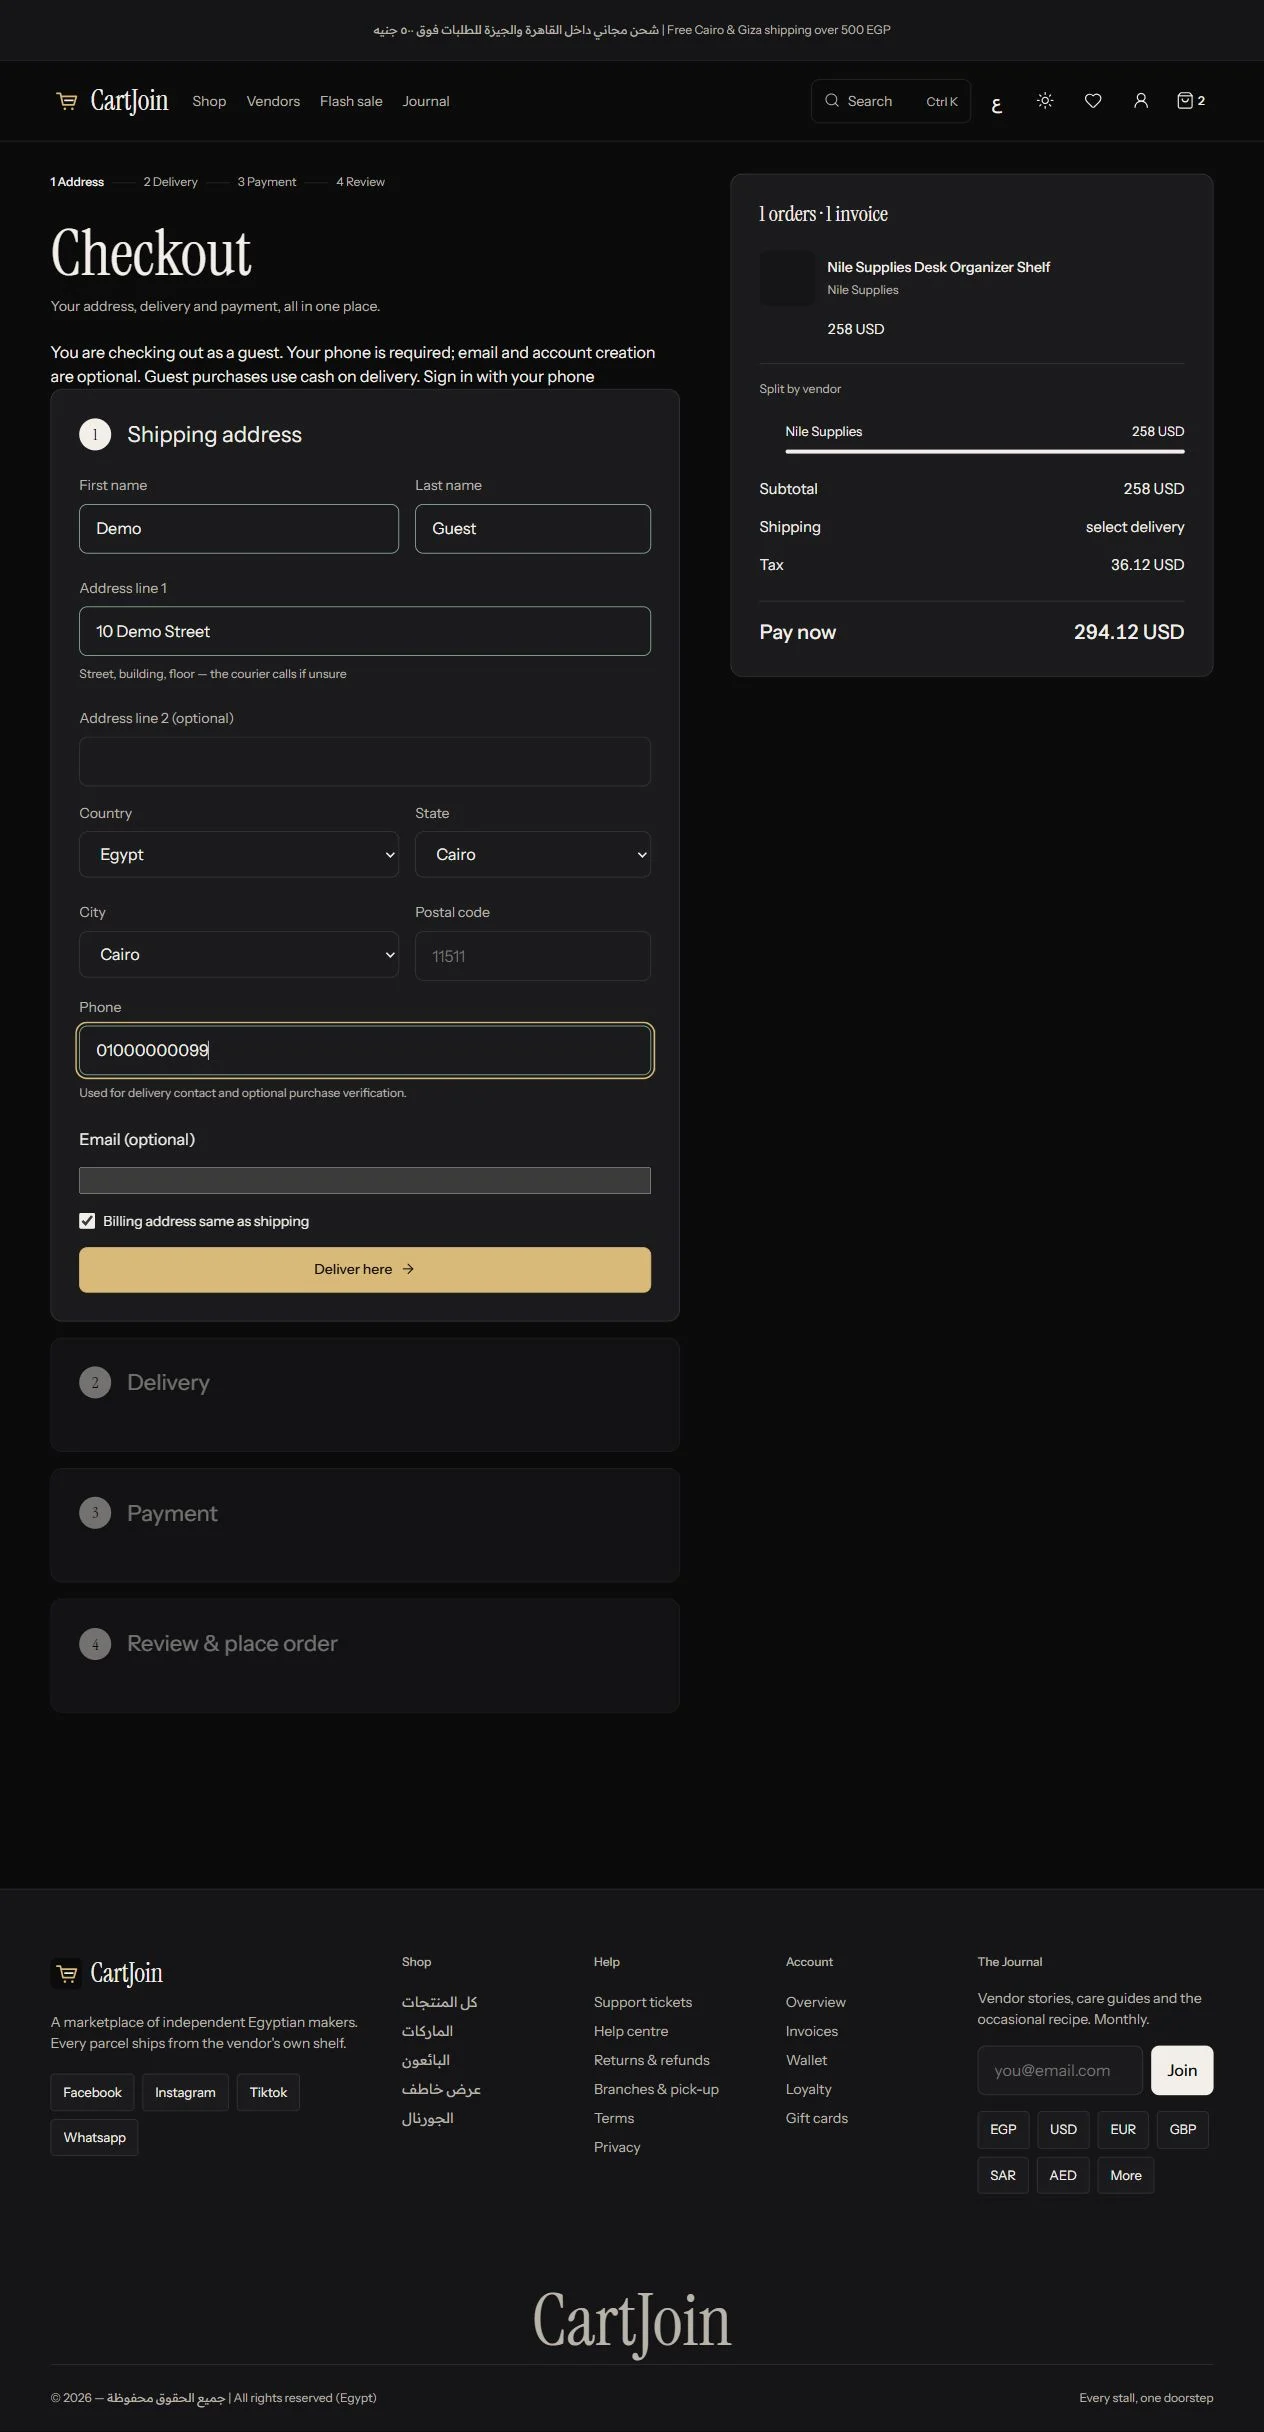 شحن مجاني داخل القاهرة والجيزة للطلبات فوق ٥٠٠ جنيه | Free Cairo & Giza shipping over 500 EGP
CartJoin Shop Vendors Flash sale Journal Search Ctrl K ع 2
1 Address 2 Delivery 3 Payment 4 Review
Checkout
Your address, delivery and payment, all in one place.
You are checking out as a guest. Your phone is required; email and account creation
are optional. Guest purchases use cash on delivery. Sign in with your phone
1 Shipping address
First name Last name
Demo Guest
Address line 1
10 Demo Street
Street, building, floor — the courier calls if unsure
Address line 2 (optional)
Country State
Egypt Cairo
City Postal code
Cairo 11511
Phone
01000000099
Used for delivery contact and optional purchase verification.
Email (optional)
Billing address same as shipping
Deliver here →
2 Delivery
3 Payment
4 Review & place order
1 orders · 1 invoice
Nile Supplies Desk Organizer Shelf
Nile Supplies
258 USD
Split by vendor
Nile Supplies 258 USD
Subtotal 258 USD
Shipping select delivery
Tax 36.12 USD
Pay now 294.12 USD
CartJoin
A marketplace of independent Egyptian makers.
Every parcel ships from the vendor's own shelf.
Facebook Instagram Tiktok
Whatsapp
Shop
كل المنتجات
الماركات
البائعون
عرض خاطف
الجورنال
Help
Support tickets
Help centre
Returns & refunds
Branches & pick-up
Terms
Privacy
Account
Overview
Invoices
Wallet
Loyalty
Gift cards
The Journal
Vendor stories, care guides and the
occasional recipe. Monthly.
you@email.com Join
EGP USD EUR GBP
SAR AED More
CartJoin
© 2026 — جميع الحقوق محفوظة | All rights reserved (Egypt)
Every stall, one doorstep